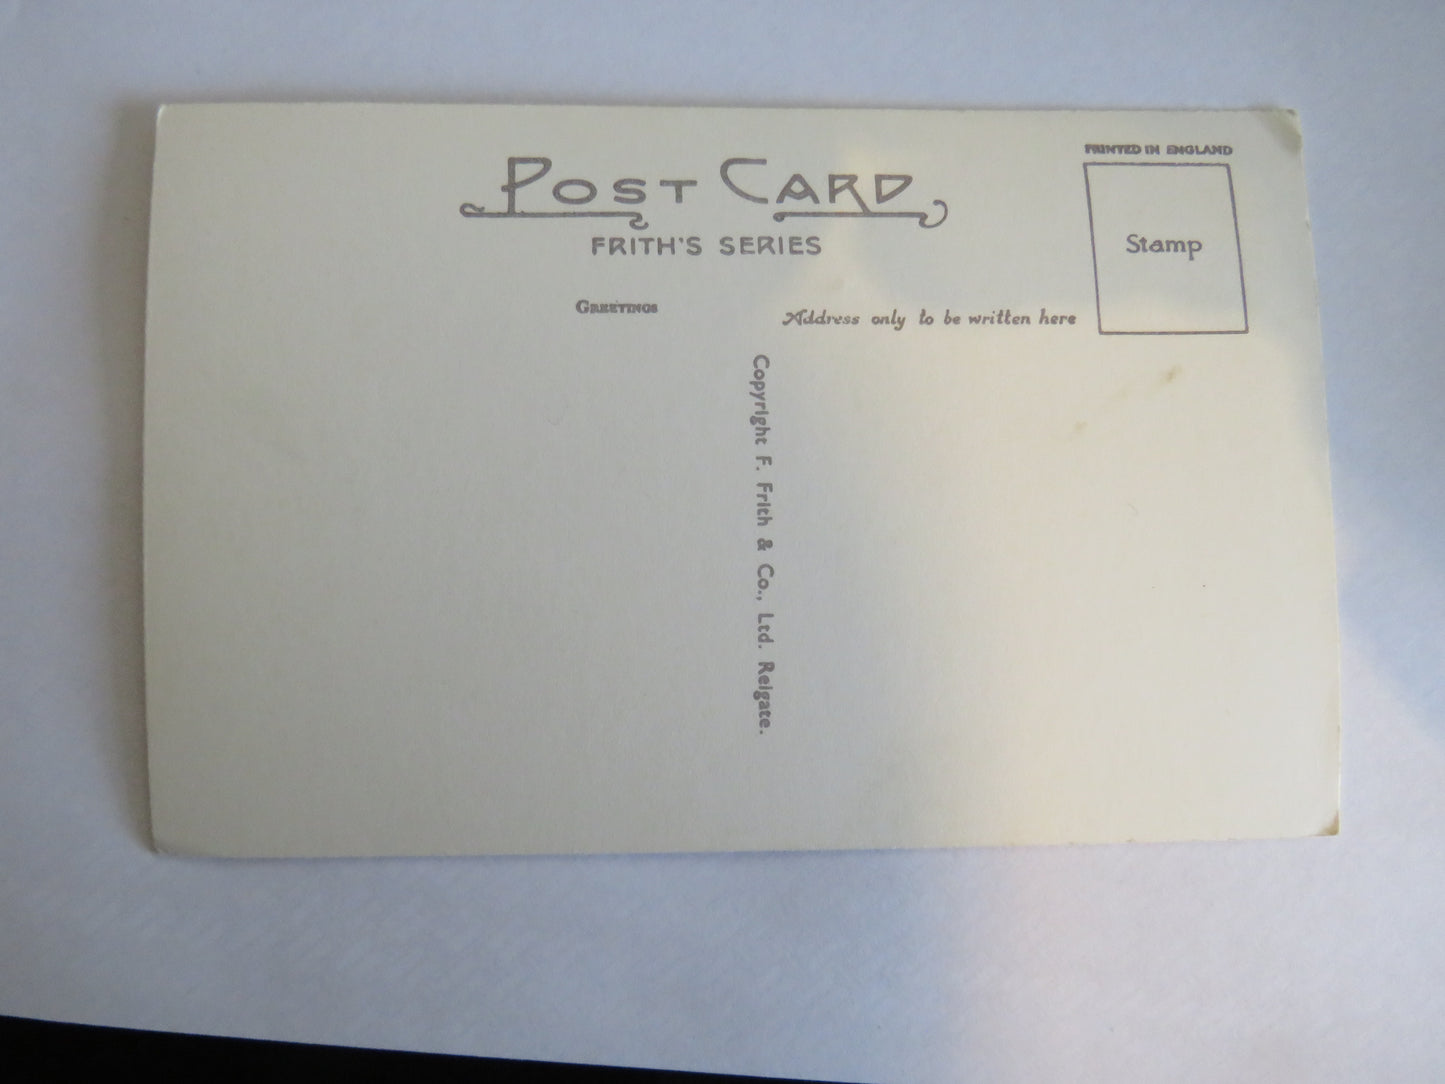 POST CARD
FRITH'S SERIES
PRINTED IN ENGLAND
Stamp
GREETINGS
Address only to be written here
Copyright F. Frith & Co., Ltd. Reigate.